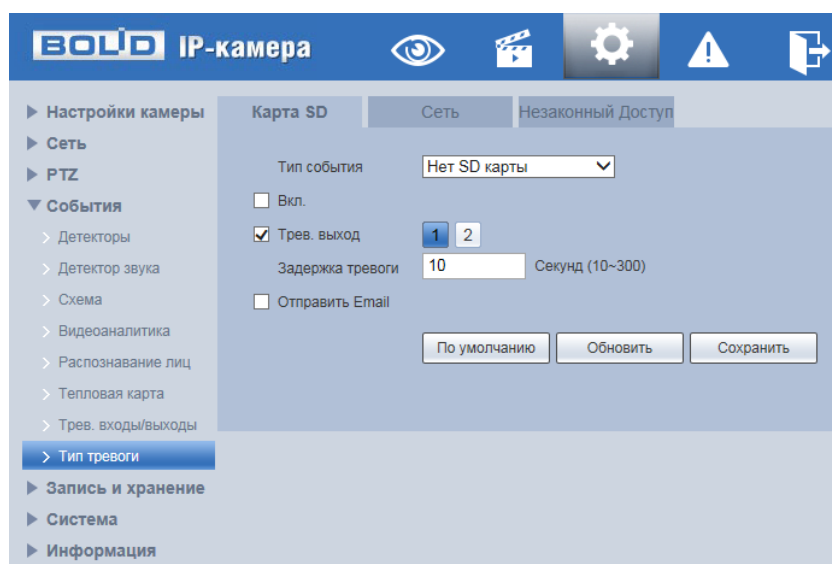 BOLID IP-камера
Настройки камеры
Сеть
PTZ
События
Детекторы
Детектор звука
Схема
Видеоаналитика
Распознавание лиц
Тепловая карта
Трев. входы/выходы
Тип тревоги
Запись и хранение
Система
Информация
Карта SD Сеть Незаконный Доступ
Тип события Нет SD карты
Вкл.
Трев. выход 1 2
Задержка тревоги 10 Секунд (10~300)
Отправить Email
По умолчанию Обновить Сохранить